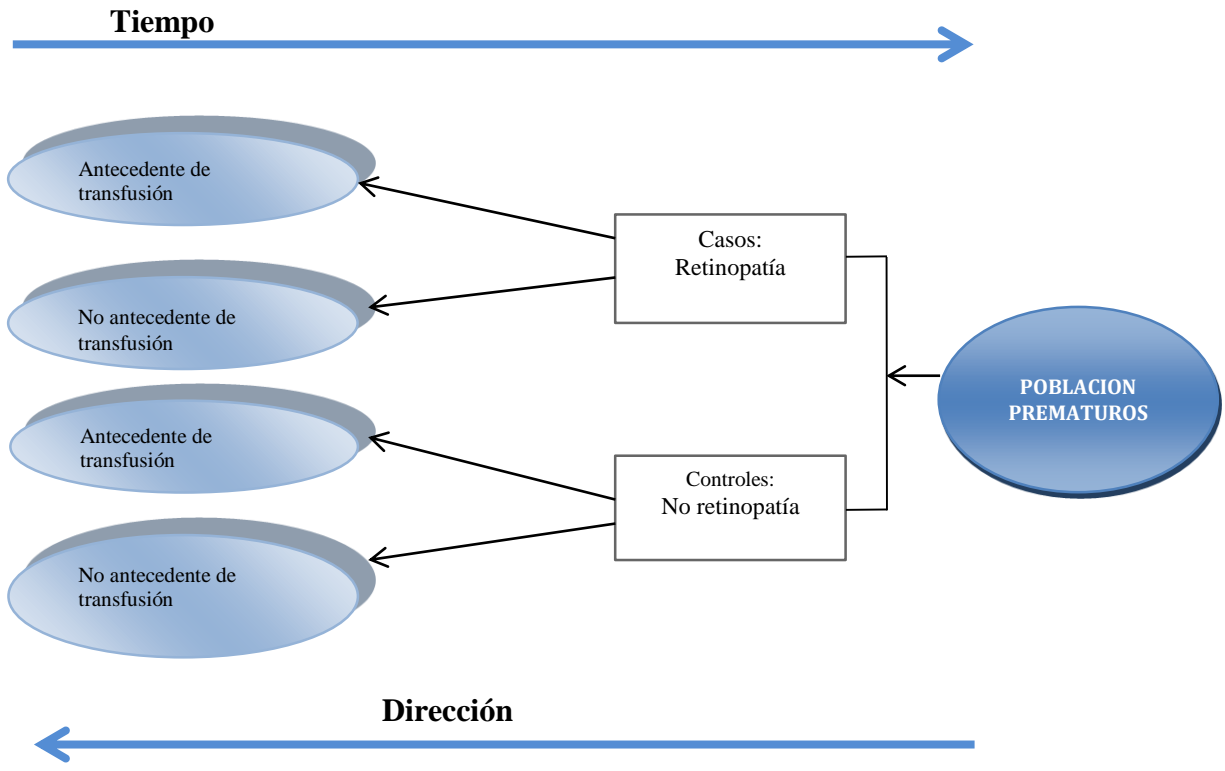 Tiempo
Antecedente de
transfusión
No antecedente de
transfusión
Antecedente de
transfusión
No antecedente de
transfusión
Casos:
Retinopatía
Controles:
No retinopatía
POBLACION
PREMATUROS
Dirección